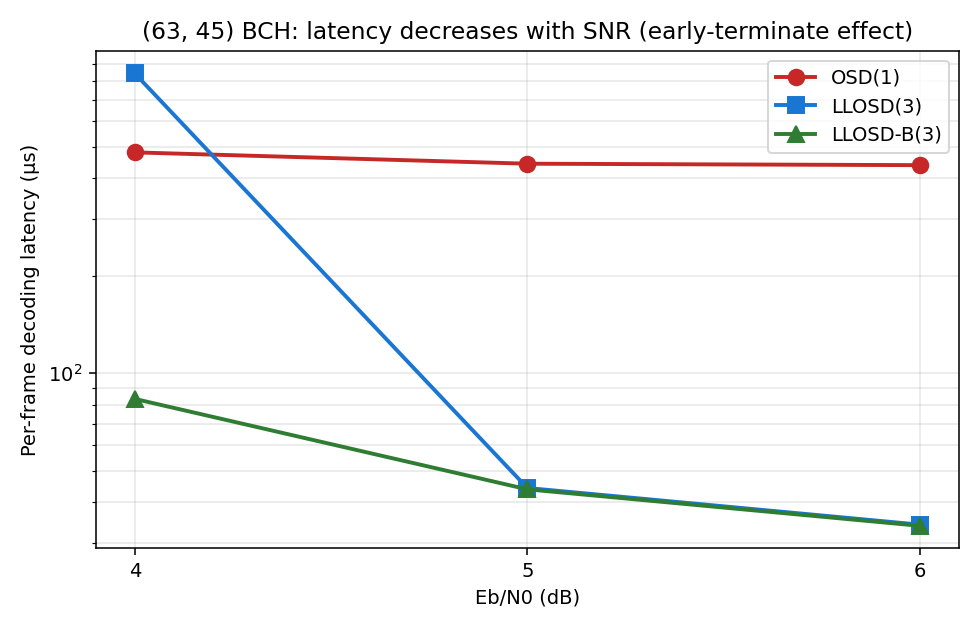 (63, 45) BCH: latency decreases with SNR (early-terminate effect)
OSD(1)
LLOSD(3)
LLOSD-B(3)
Per-frame decoding latency (μs)
10²
4 5 6
Eb/N0 (dB)